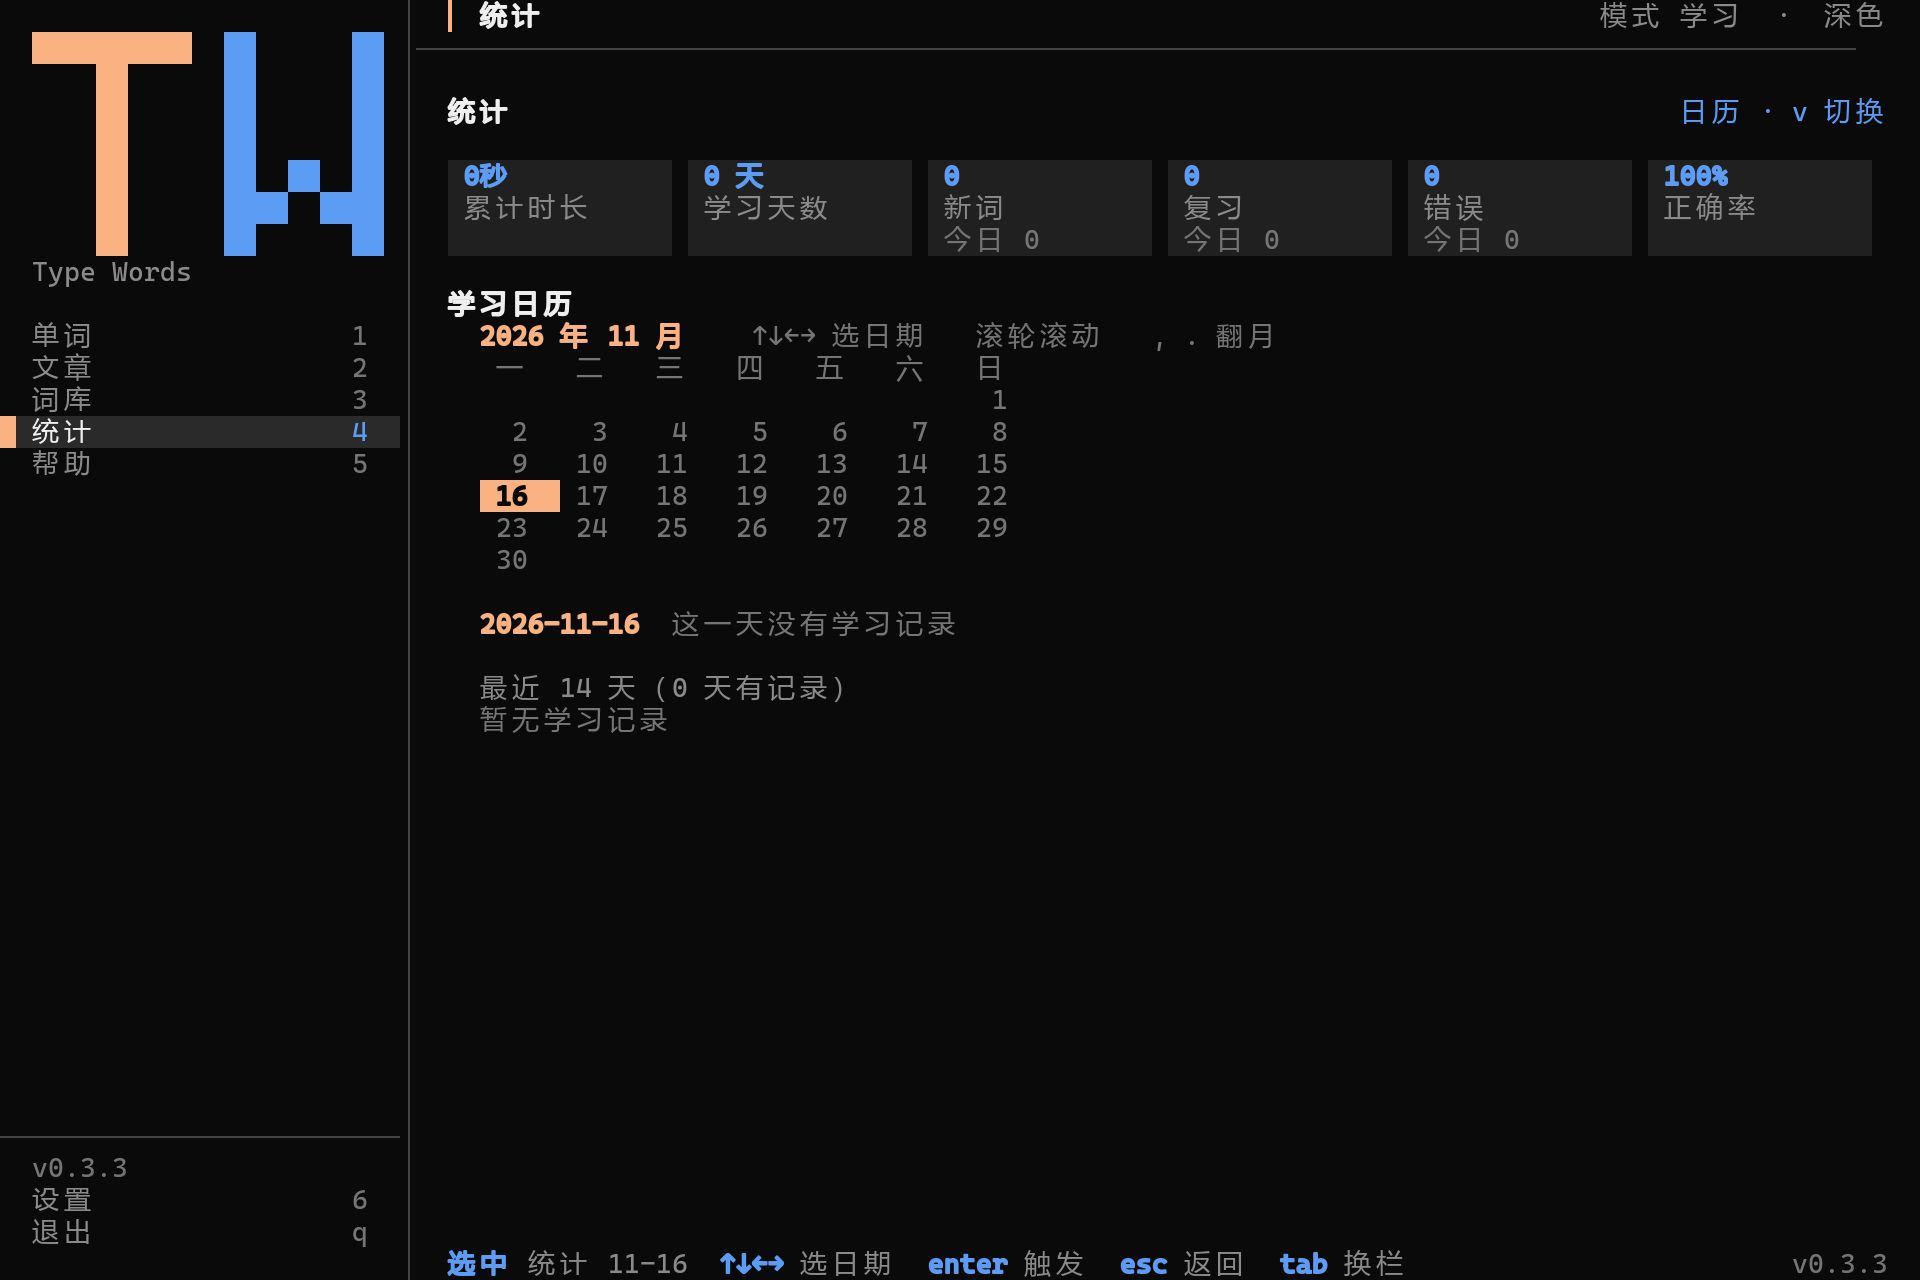 TW
Type Words
单词 1
文章 2
词库 3
统计 4
帮助 5
v0.3.3
设置 6
退出 q
统计 模式 学习 · 深色
统计 日历 · v 切换
0秒 0 天 0 0 0 100%
累计时长 学习天数 新词 复习 错误 正确率
今日 0 今日 0 今日 0
学习日历
2026 年 11 月 ↑↓←→ 选日期 滚轮滚动 , . 翻月
一 二 三 四 五 六 日
1
2 3 4 5 6 7 8
9 10 11 12 13 14 15
16 17 18 19 20 21 22
23 24 25 26 27 28 29
30
2026-11-16 这一天没有学习记录
最近 14 天 (0 天有记录)
暂无学习记录
选中 统计 11-16 ↑↓←→ 选日期 enter 触发 esc 返回 tab 换栏 v0.3.3